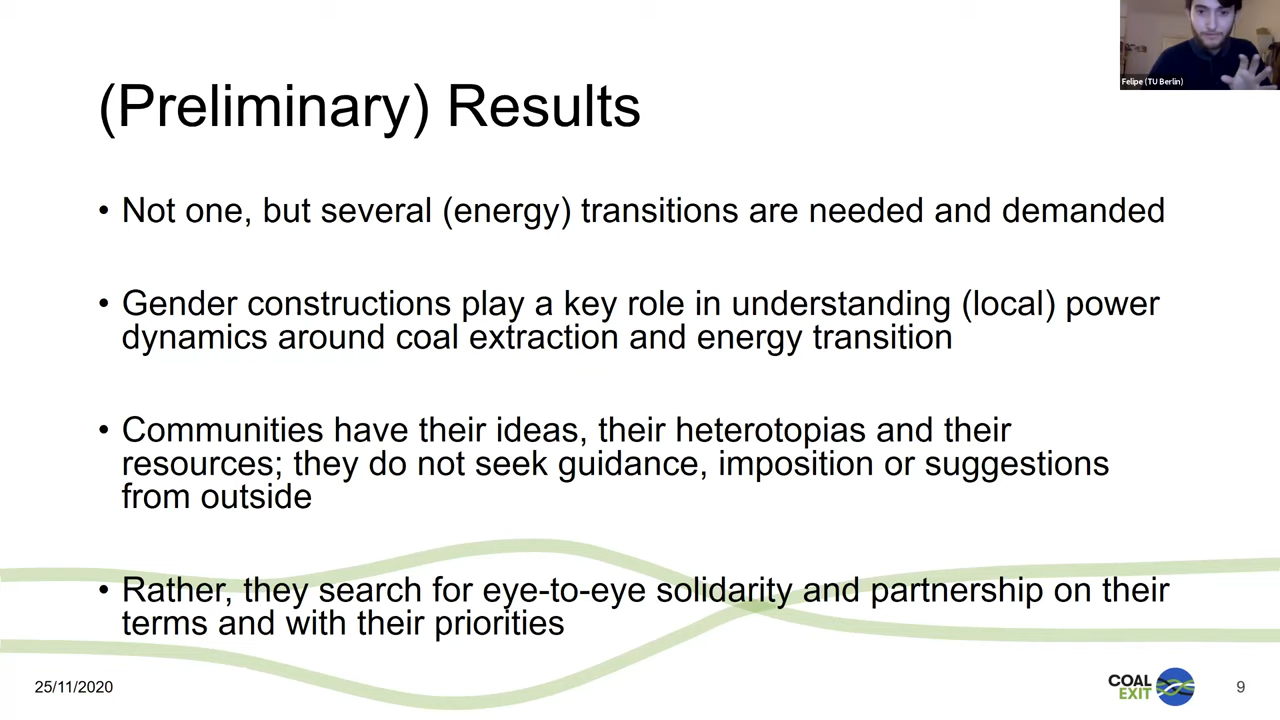 Felipe (TU Berlin)
(Preliminary) Results
• Not one, but several (energy) transitions are needed and demanded
• Gender constructions play a key role in understanding (local) power
dynamics around coal extraction and energy transition
• Communities have their ideas, their heterotopias and their
resources; they do not seek guidance, imposition or suggestions
from outside
• Rather, they search for eye-to-eye solidarity and partnership on their
terms and with their priorities
25/11/2020
COAL
EXIT
9